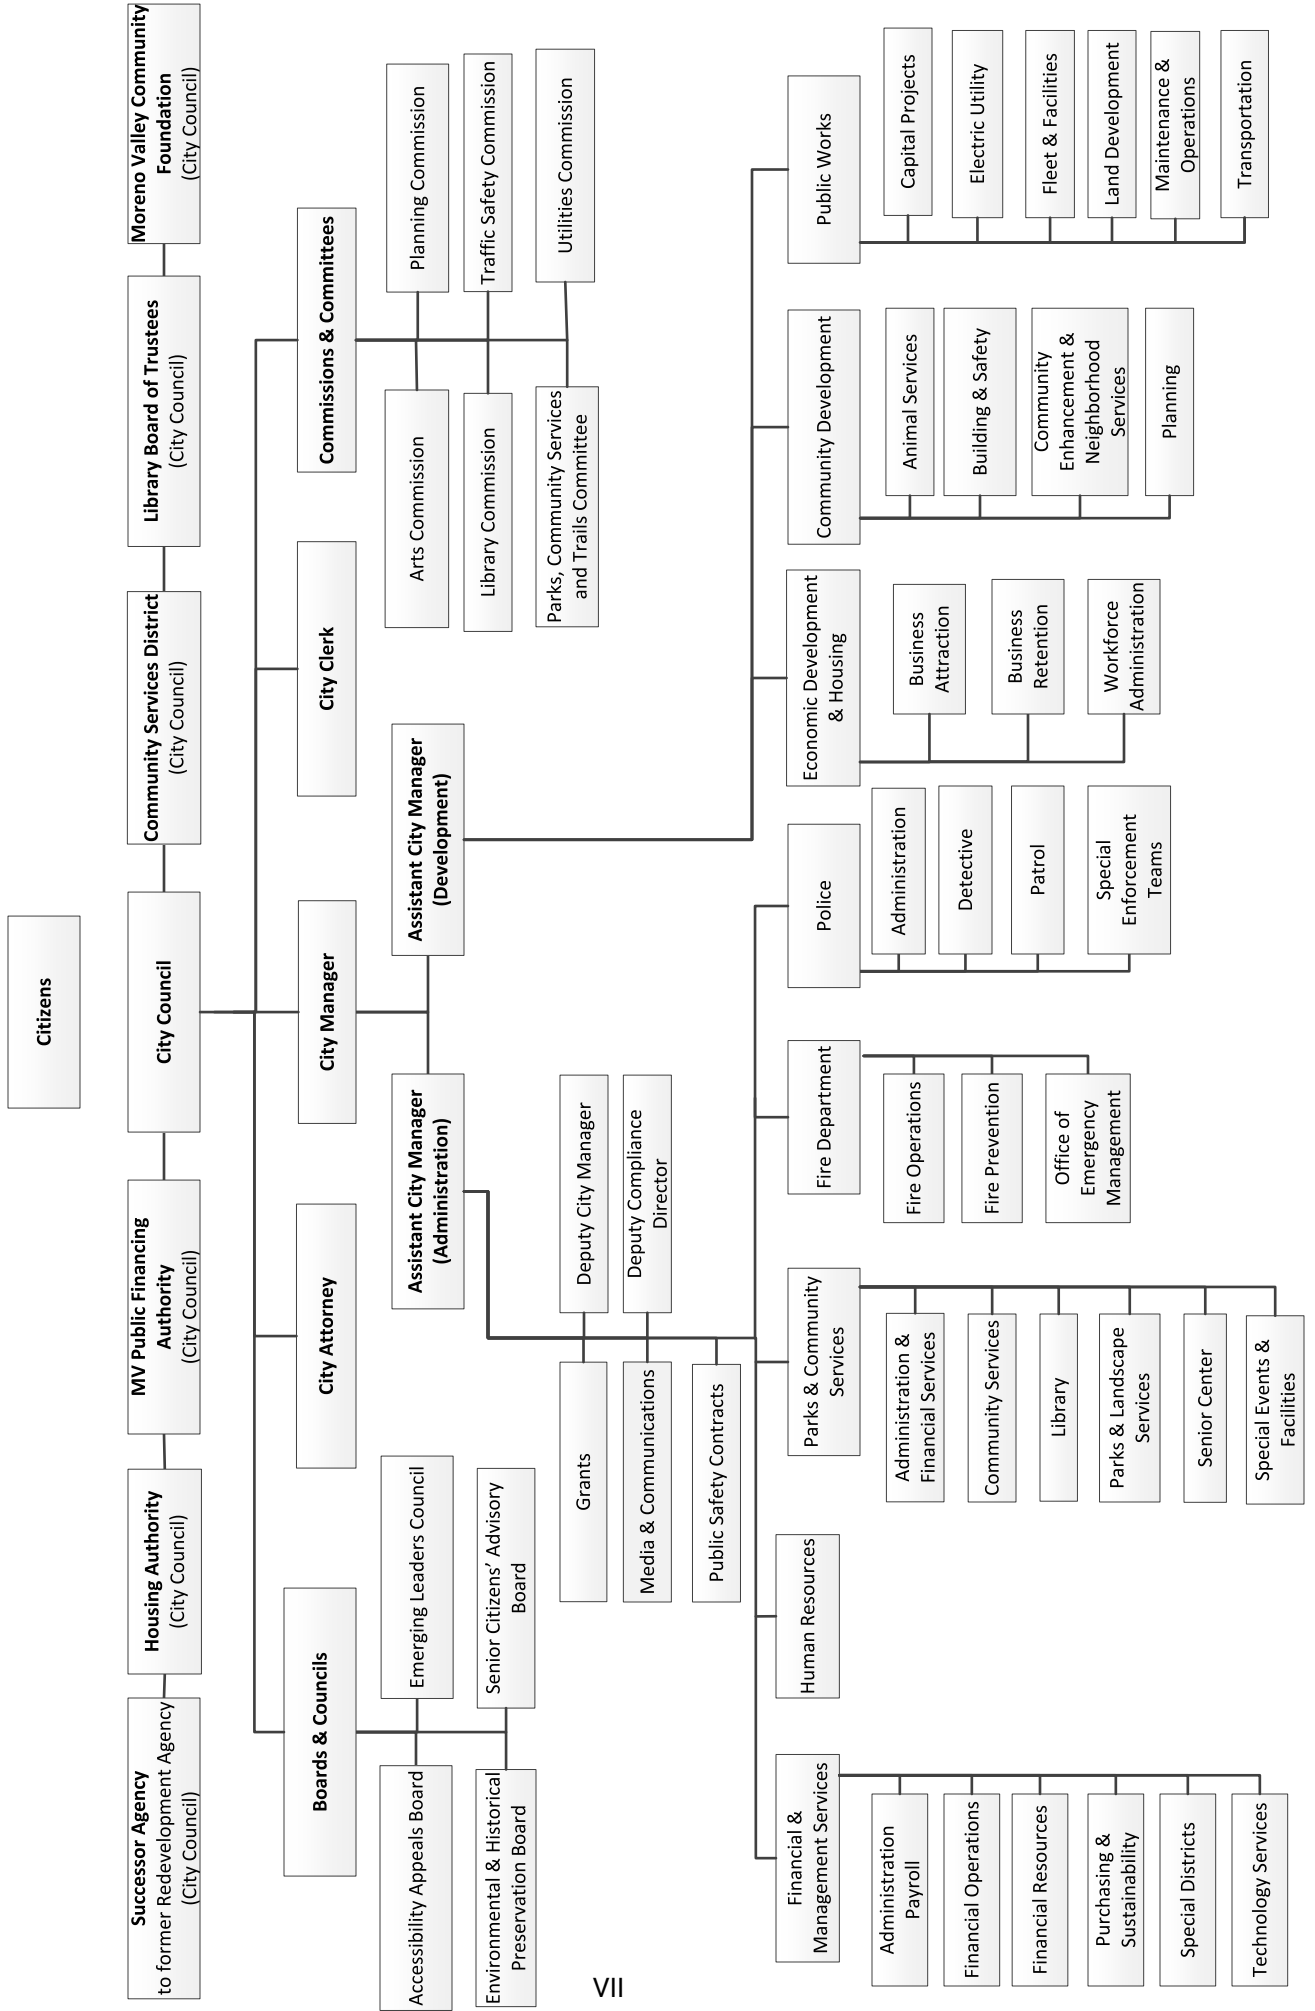 Citizens
Successor Agency
to former Redevelopment Agency
(City Council)
Housing Authority
(City Council)
MV Public Financing
Authority
(City Council)
City Council
Community Services District
(City Council)
Library Board of Trustees
(City Council)
Moreno Valley Community
Foundation
(City Council)
Boards & Councils
City Attorney
City Manager
City Clerk
Commissions & Committees
Accessibility Appeals Board
Emerging Leaders Council
Environmental & Historical
Preservation Board
Senior Citizens’ Advisory
Board
Assistant City Manager
(Administration)
Assistant City Manager
(Development)
Arts Commission
Planning Commission
Library Commission
Traffic Safety Commission
Parks, Community Services
and Trails Committee
Utilities Commission
Grants
Deputy City Manager
Media & Communications
Deputy Compliance
Director
Public Safety Contracts
Financial &
Management Services
Administration
Payroll
Financial Operations
Financial Resources
Purchasing &
Sustainability
Special Districts
Technology Services
Human Resources
Parks & Community
Services
Administration &
Financial Services
Community Services
Library
Parks & Landscape
Services
Senior Center
Special Events &
Facilities
Fire Department
Fire Operations
Fire Prevention
Office of
Emergency
Management
Police
Administration
Detective
Patrol
Special
Enforcement
Teams
Economic Development
& Housing
Business
Attraction
Business
Retention
Workforce
Administration
Community Development
Animal Services
Building & Safety
Community
Enhancement &
Neighborhood
Services
Planning
Public Works
Capital Projects
Electric Utility
Fleet & Facilities
Land Development
Maintenance &
Operations
Transportation
VII